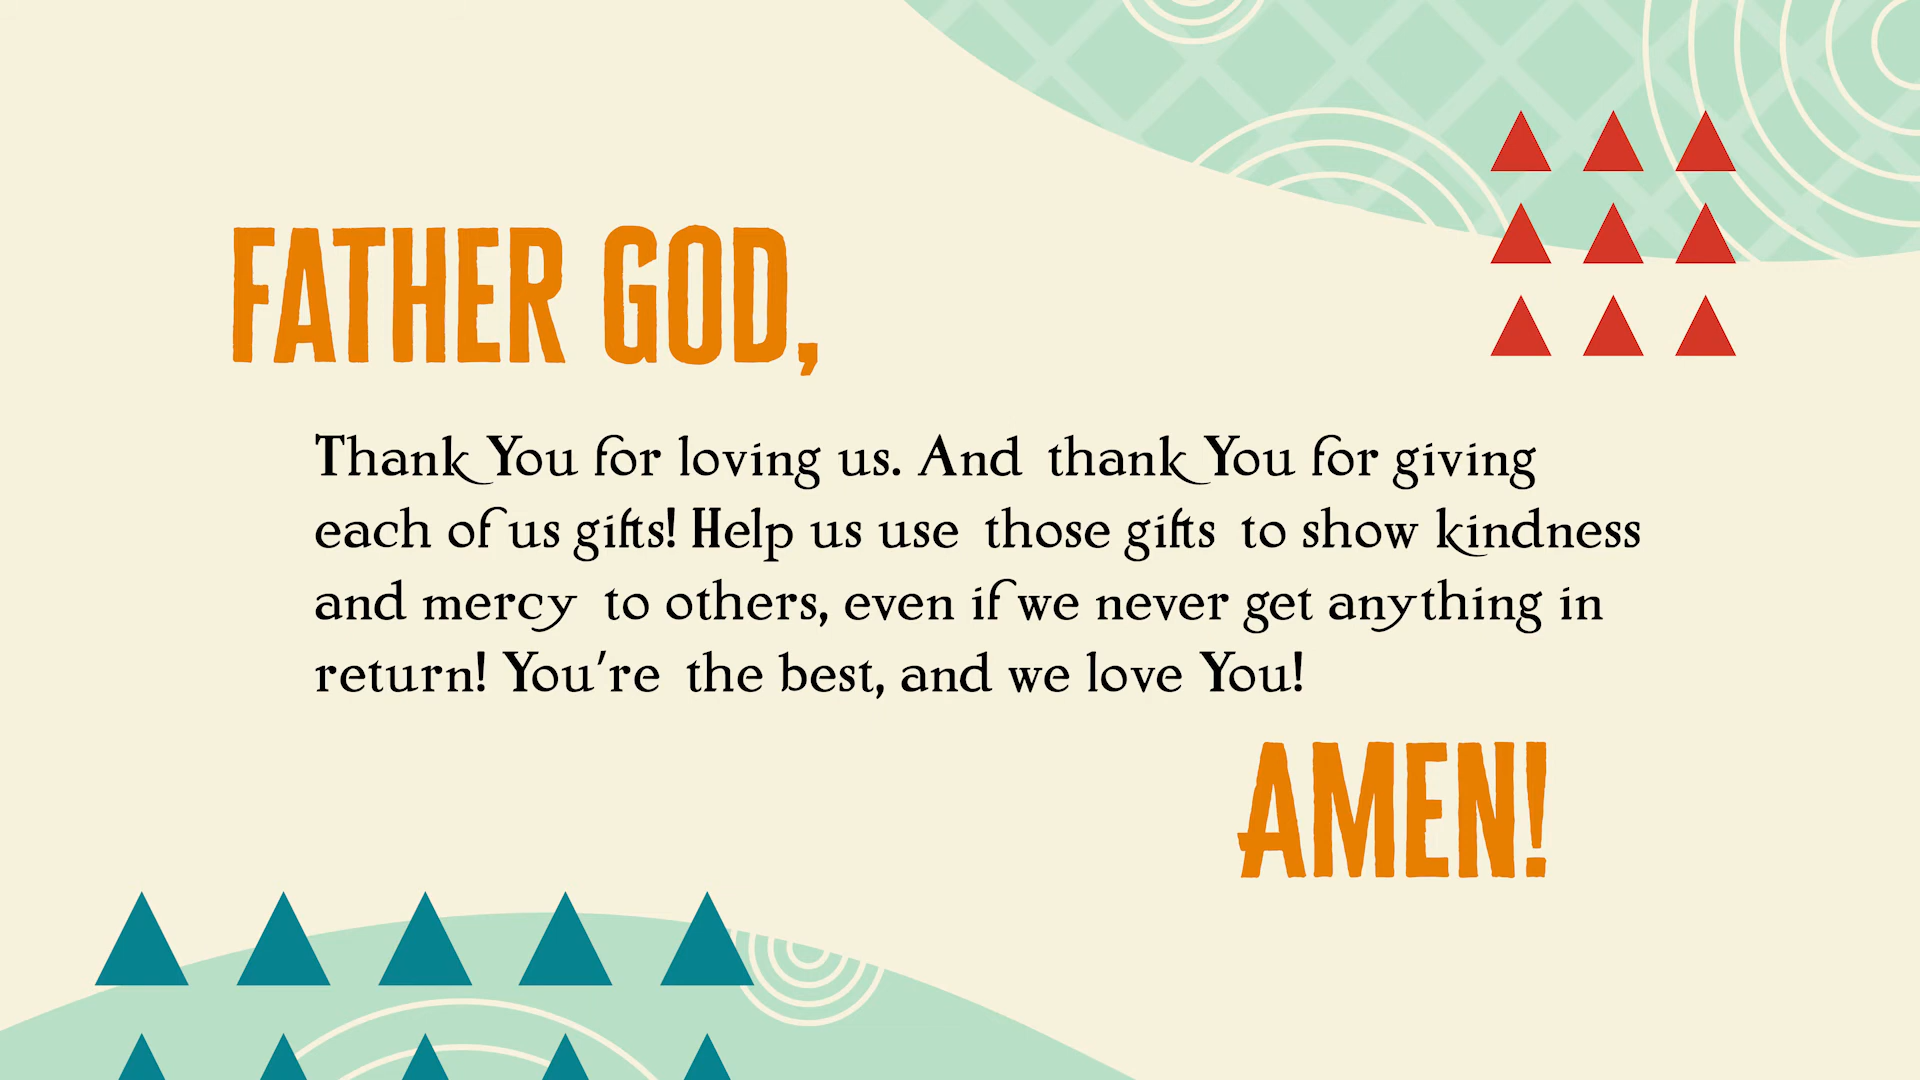 FATHER GOD,
Thank You for loving us. And thank You for giving
each of us gifts! Help us use those gifts to show kindness
and mercy to others, even if we never get anything in
return! You're the best, and we love You!
AMEN!